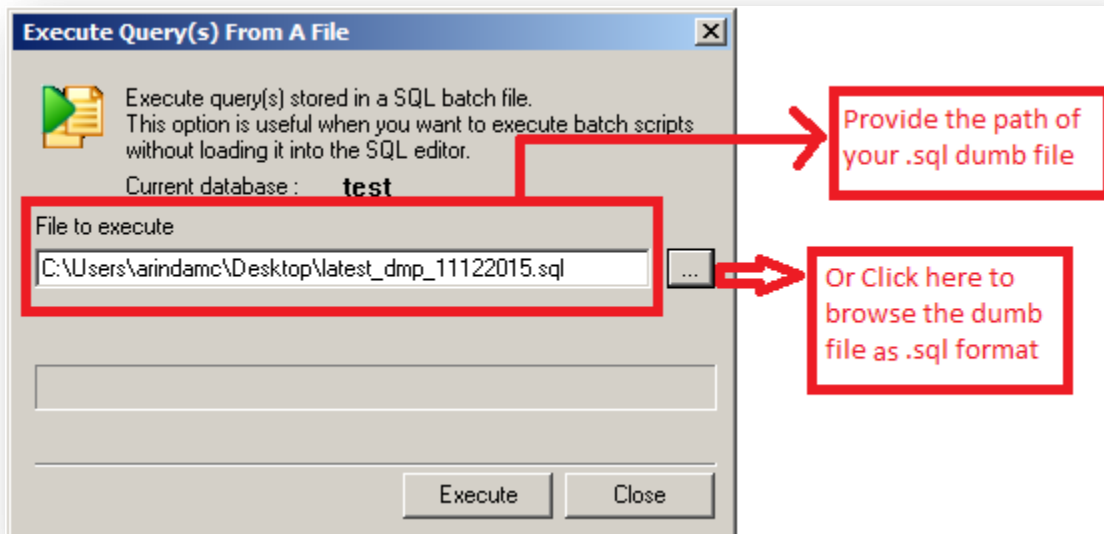 Execute Query(s) From A File
Execute query(s) stored in a SQL batch file.
This option is useful when you want to execute batch scripts
without loading it into the SQL editor.
Current database : test
File to execute
C:\Users\arindamc\Desktop\latest_dmp_11122015.sql
...
Execute
Close
Provide the path of
your .sql dumb file
Or Click here to
browse the dumb
file as .sql format